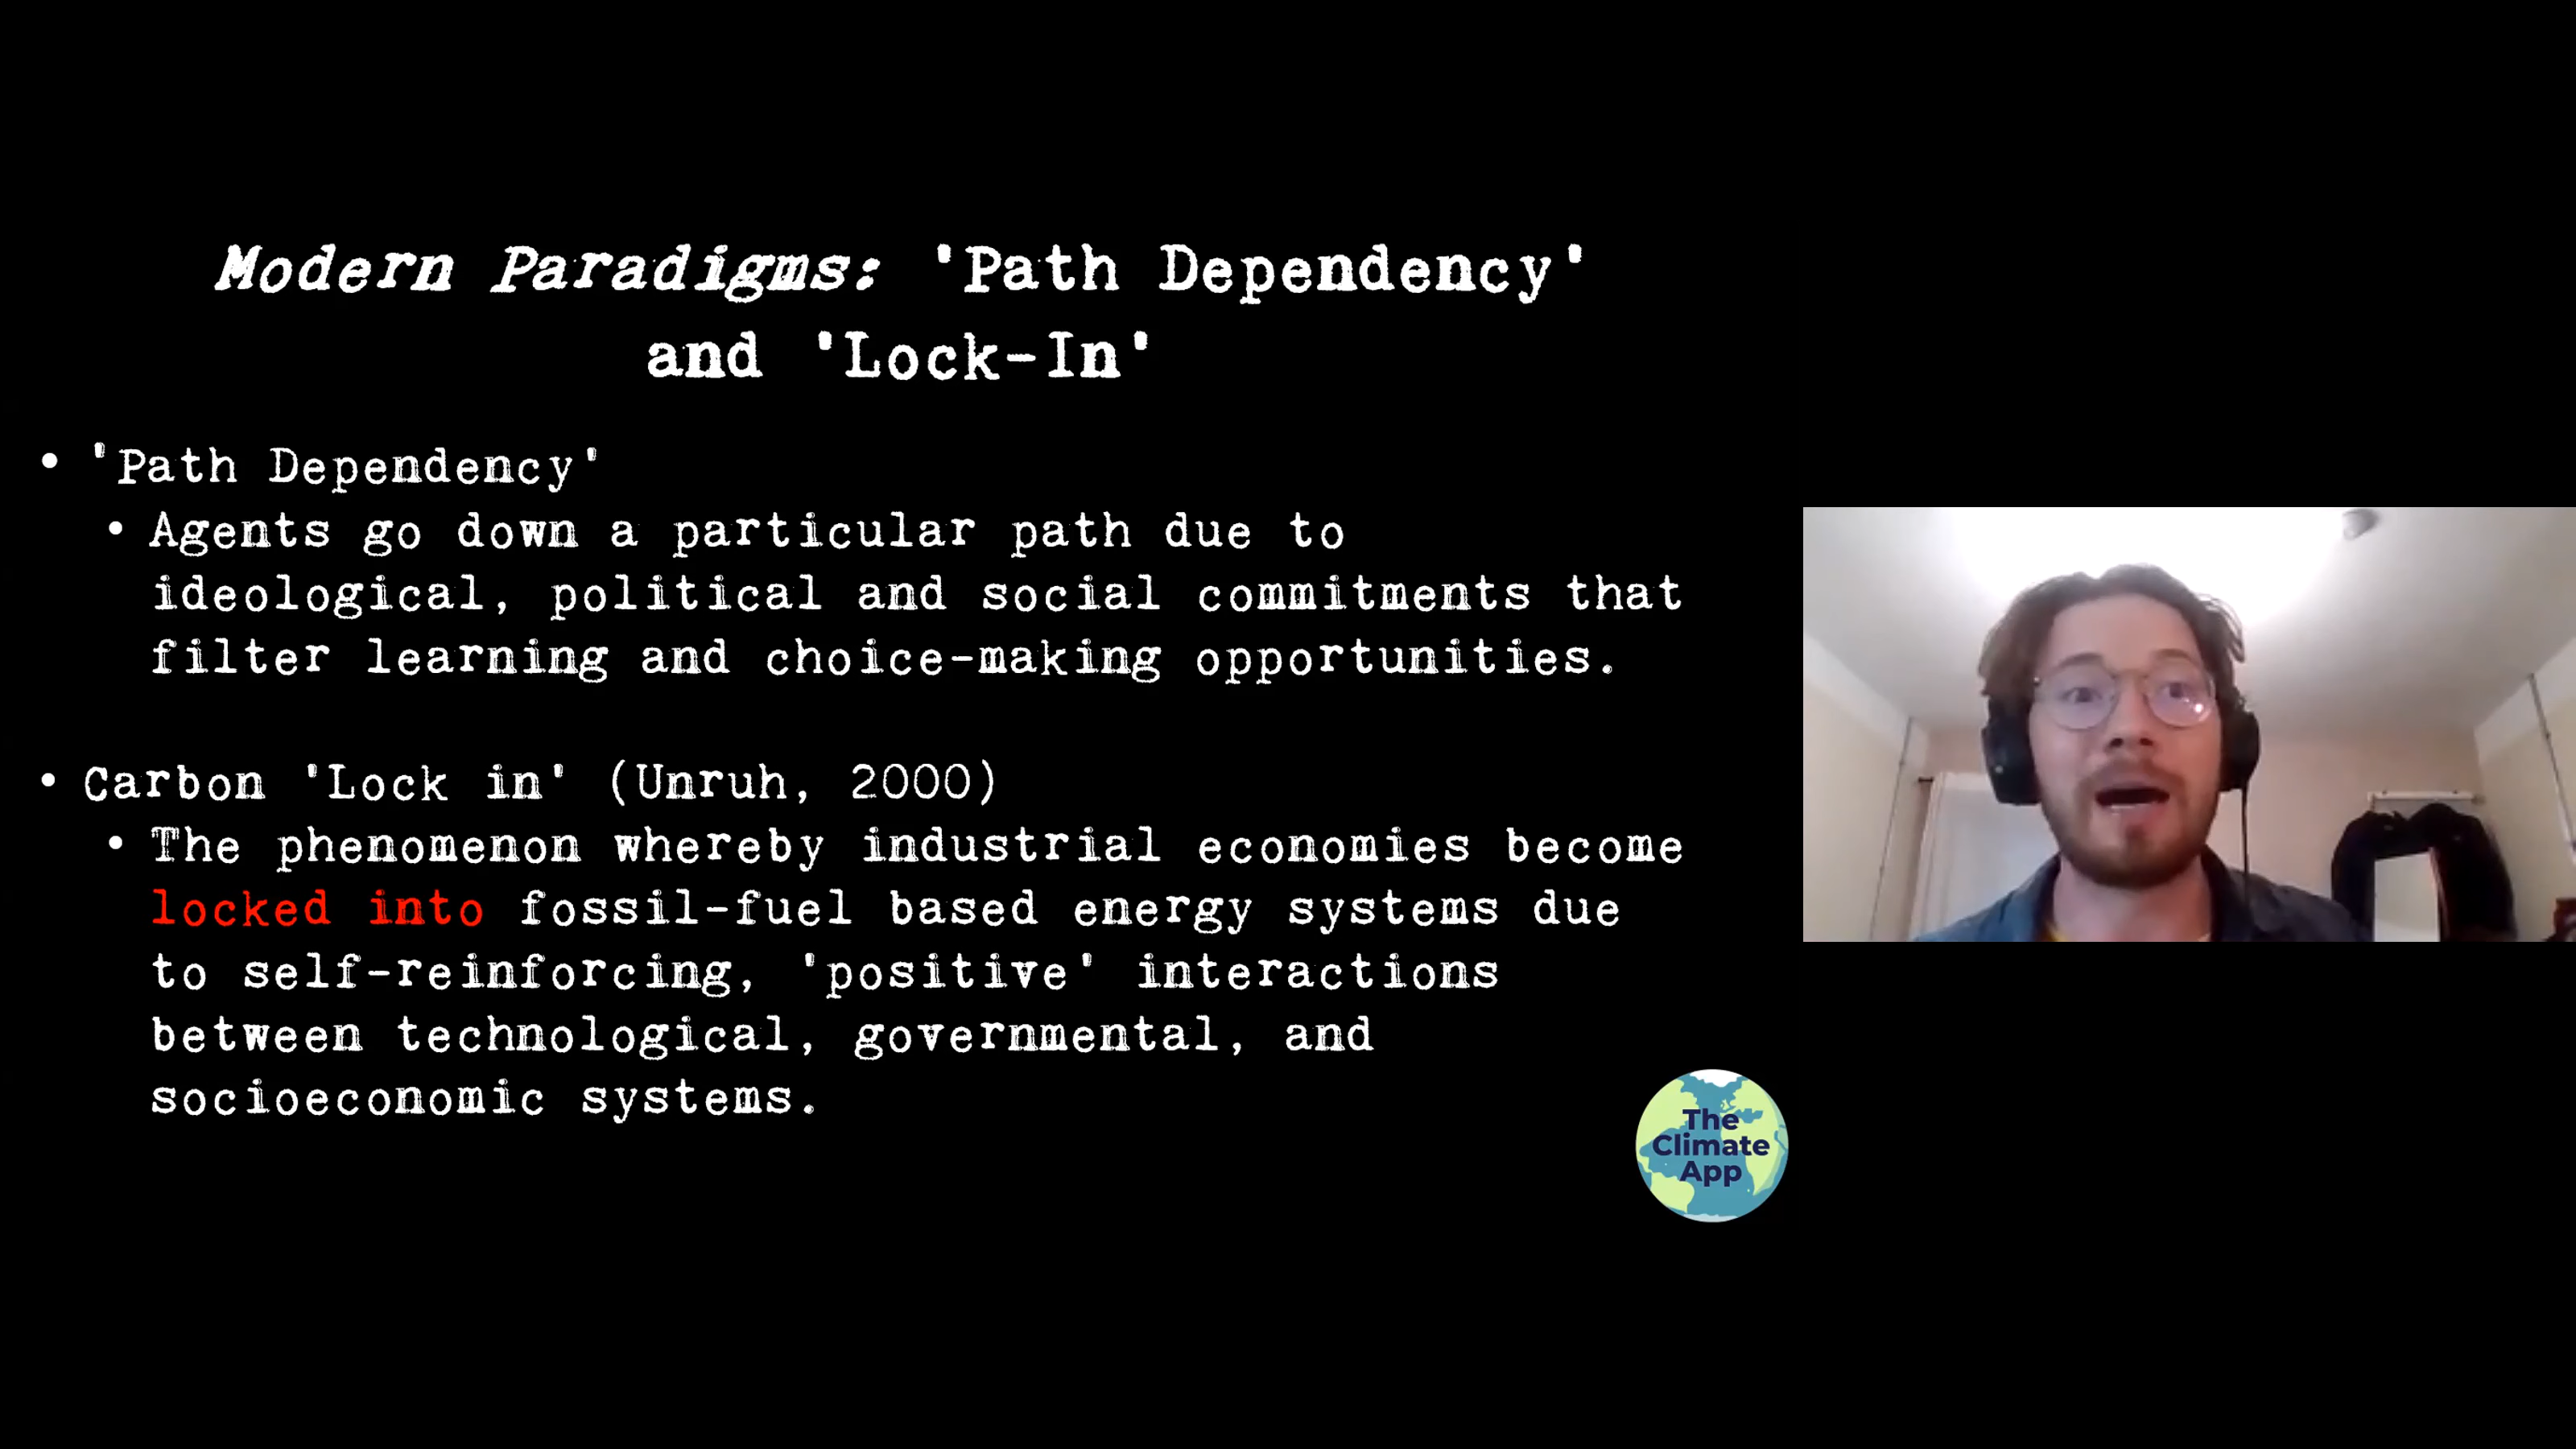 Modern Paradigms: 'Path Dependency'
and 'Lock-In'
• 'Path Dependency'
• Agents go down a particular path due to
ideological, political and social commitments that
filter learning and choice-making opportunities.
• Carbon 'Lock in' (Unruh, 2000)
• The phenomenon whereby industrial economies become
locked into fossil-fuel based energy systems due
to self-reinforcing, 'positive' interactions
between technological, governmental, and
socioeconomic systems.
The
Climate
App